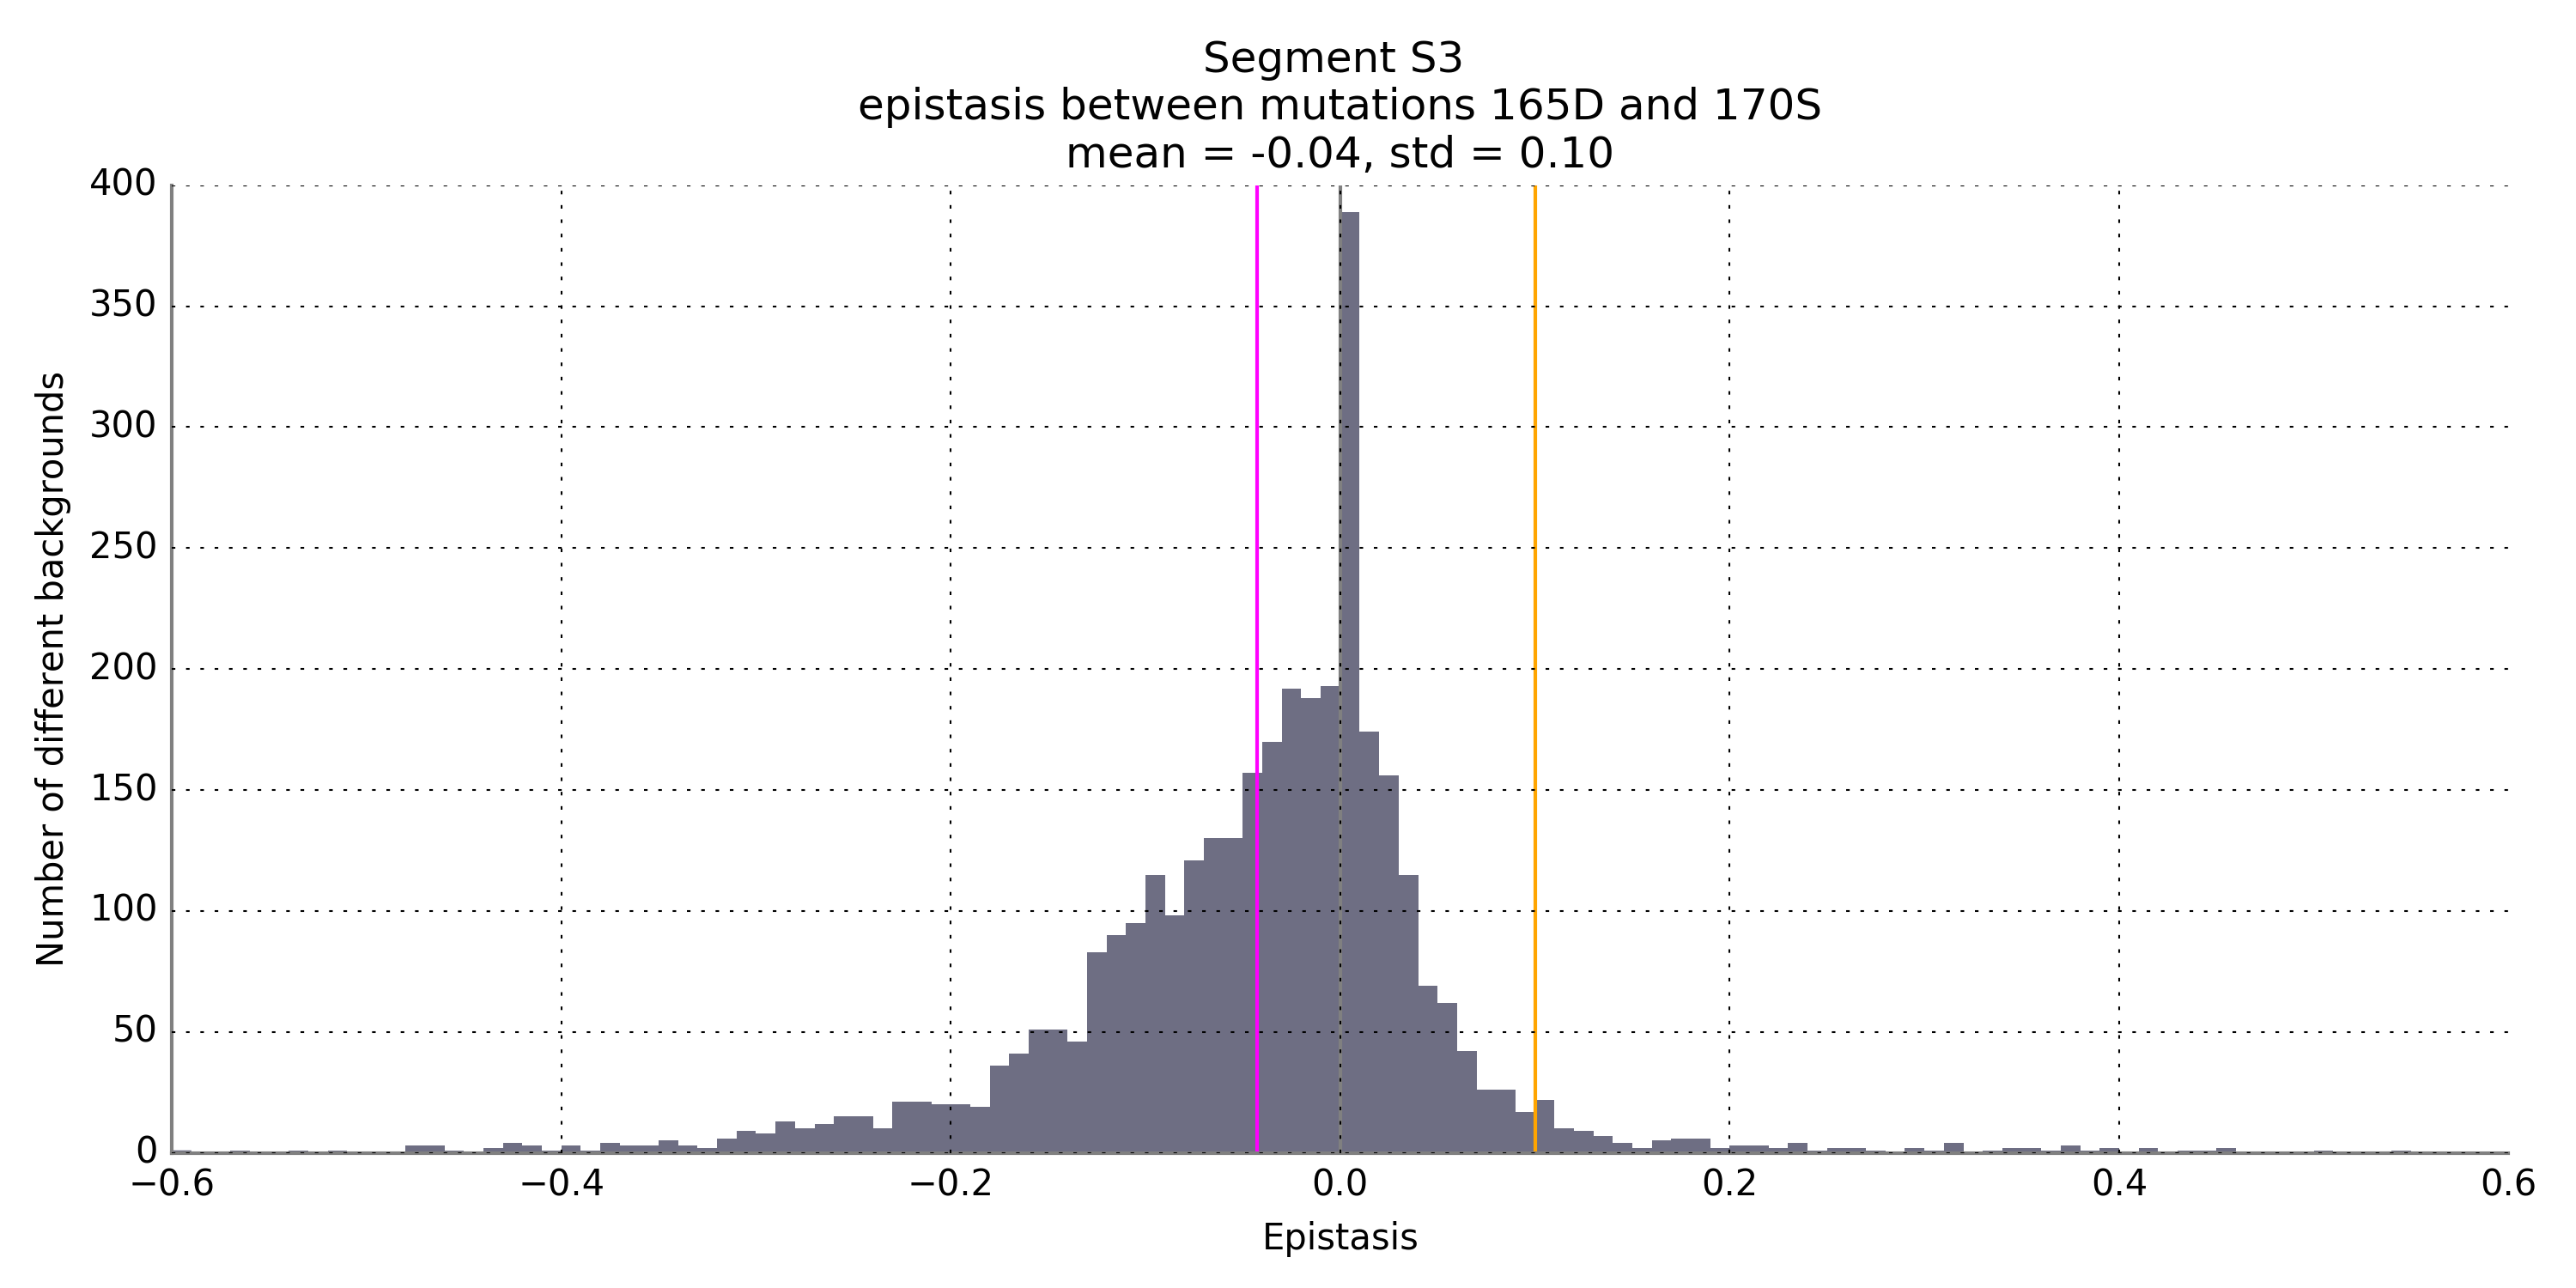 Segment S3
epistasis between mutations 165D and 170S
mean = -0.04, std = 0.10
400
350
300
250
200
150
100
50
0
Number of different backgrounds
−0.6 −0.4 −0.2 0.0 0.2 0.4 0.6
Epistasis